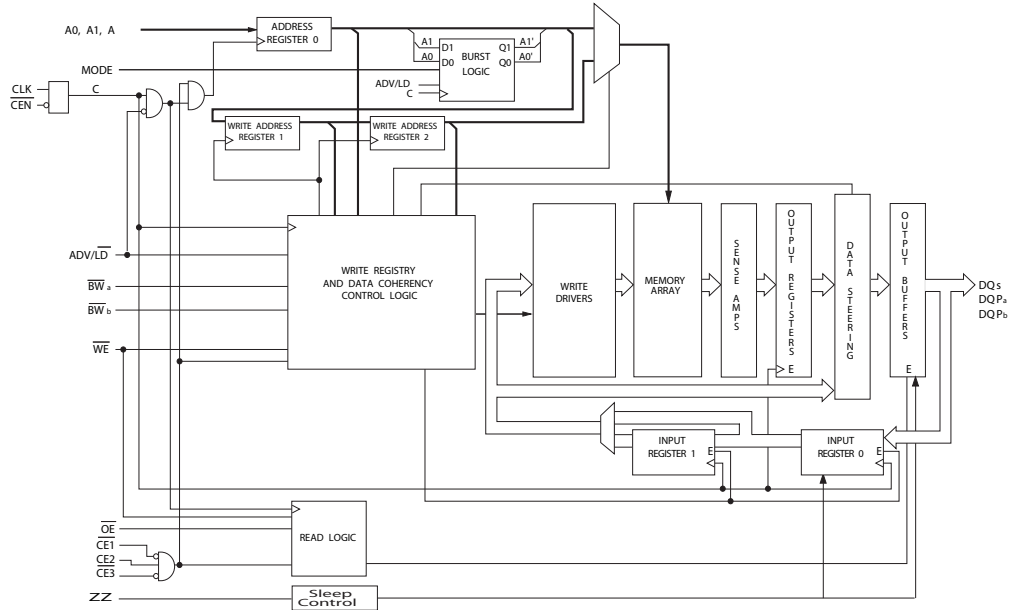 A0, A1, A
ADDRESS
REGISTER 0
A1
A0
D1
D0
BURST
LOGIC
Q1
Q0
A1'
A0'
MODE
ADV/LD
C
CLK
CEN
C
WRITE ADDRESS
REGISTER 1
WRITE ADDRESS
REGISTER 2
ADV/LD
BW a
BW b
WE
WRITE REGISTRY
AND DATA COHERENCY
CONTROL LOGIC
WRITE
DRIVERS
MEMORY
ARRAY
SENSE AMPS
OUTPUT REGISTERS
E
DATA STEERING
OUTPUT BUFFERS
E
DQs
DQPa
DQPb
INPUT
REGISTER 1
E
INPUT
REGISTER 0
E
OE
CE1
CE2
CE3
READ LOGIC
ZZ
Sleep
Control